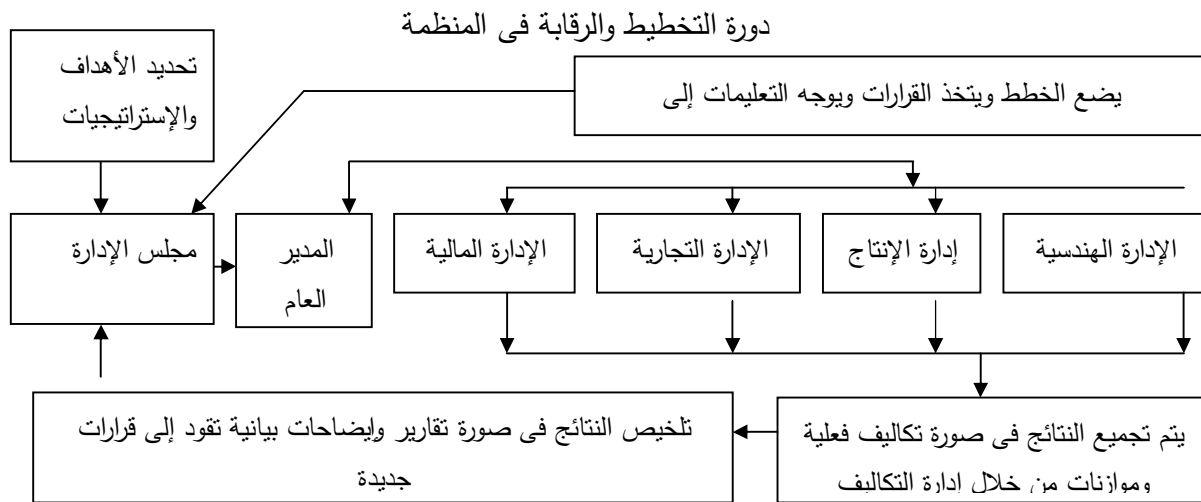 دورة التخطيط والرقابة فى المنظمة
تحديد الأهداف
والإستراتيجيات
يضع الخطط ويتخذ القرارات ويوجه التعليمات إلى
الإدارة الهندسية
إدارة الإنتاج
الإدارة التجارية
الإدارة المالية
المدير
العام
مجلس الإدارة
يتم تجميع النتائج فى صورة تكاليف فعلية
وموازنات من خلال إدارة التكاليف
تلخيص النتائج فى صورة تقارير وإيضاحات بيانية تقود إلى قرارات
جديدة